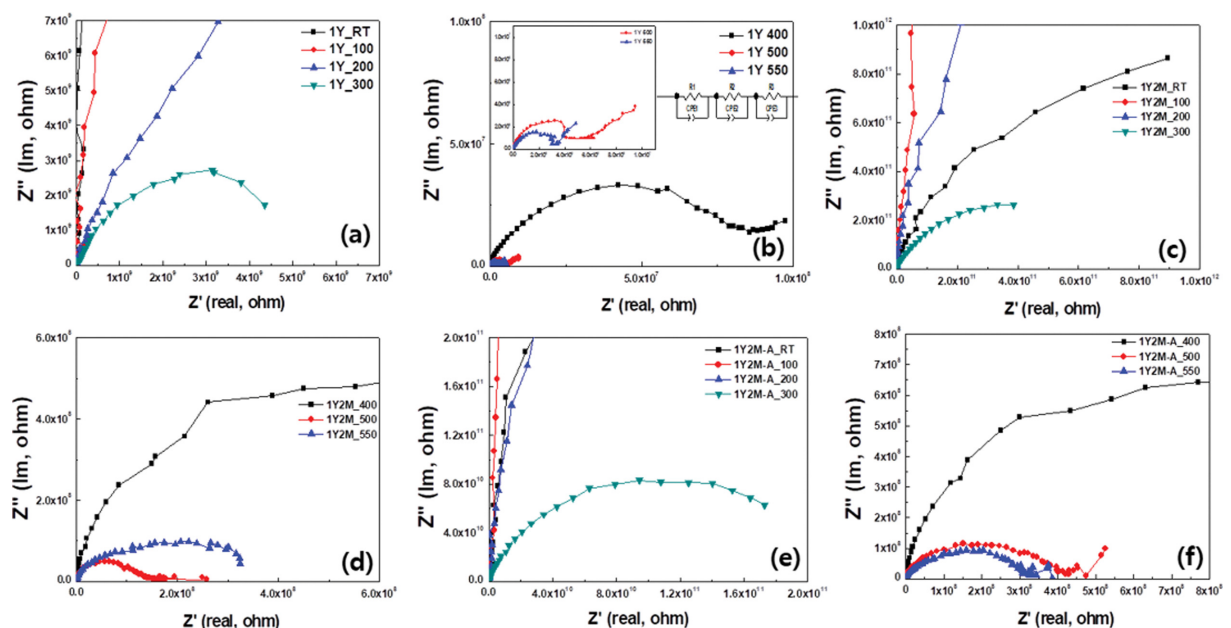 (a)
Z'' (Im, ohm)
7x10⁹
6x10⁹
5x10⁹
4x10⁹
3x10⁹
2x10⁹
1x10⁹
0
1Y_RT
1Y_100
1Y_200
1Y_300
0 1x10⁹ 2x10⁹ 3x10⁹ 4x10⁹ 5x10⁹ 6x10⁹ 7x10⁹
Z' (real, ohm)
(b)
Z'' (Im, ohm)
1.0x10⁸
5.0x10⁷
0.0
1Y 600
1Y 550
1Y 400
1Y 500
1Y 550
R1 R2 R3
CPE1 CPE2 CPE3
0.0 5.0x10⁷ 1.0x10⁸
Z' (real, ohm)
(c)
Z'' (Im, ohm)
1.0x10¹²
8.0x10¹¹
6.0x10¹¹
4.0x10¹¹
2.0x10¹¹
0.0
1Y2M_RT
1Y2M_100
1Y2M_200
1Y2M_300
0.0 2.0x10¹¹ 4.0x10¹¹ 6.0x10¹¹ 8.0x10¹¹ 1.0x10¹²
Z' (real, ohm)
(d)
Z'' (Im, ohm)
6.0x10⁸
4.0x10⁸
2.0x10⁸
0.0
1Y2M_400
1Y2M_500
1Y2M_550
0.0 2.0x10⁸ 4.0x10⁸ 6.0x10⁸
Z' (real, ohm)
(e)
Z'' (Im, ohm)
2.0x10¹¹
1.6x10¹¹
1.2x10¹¹
8.0x10¹⁰
4.0x10¹⁰
0.0
1Y2M-A_RT
1Y2M-A_100
1Y2M-A_200
1Y2M-A_300
0.0 4.0x10¹⁰ 8.0x10¹⁰ 1.2x10¹¹ 1.6x10¹¹ 2.0x10¹¹
Z' (real, ohm)
(f)
Z'' (Im, ohm)
8x10⁸
7x10⁸
6x10⁸
5x10⁸
4x10⁸
3x10⁸
2x10⁸
1x10⁸
0
1Y2M-A_400
1Y2M-A_500
1Y2M-A_550
0 1x10⁸ 2x10⁸ 3x10⁸ 4x10⁸ 5x10⁸ 6x10⁸ 7x10⁸ 8x10⁸
Z' (real, ohm)